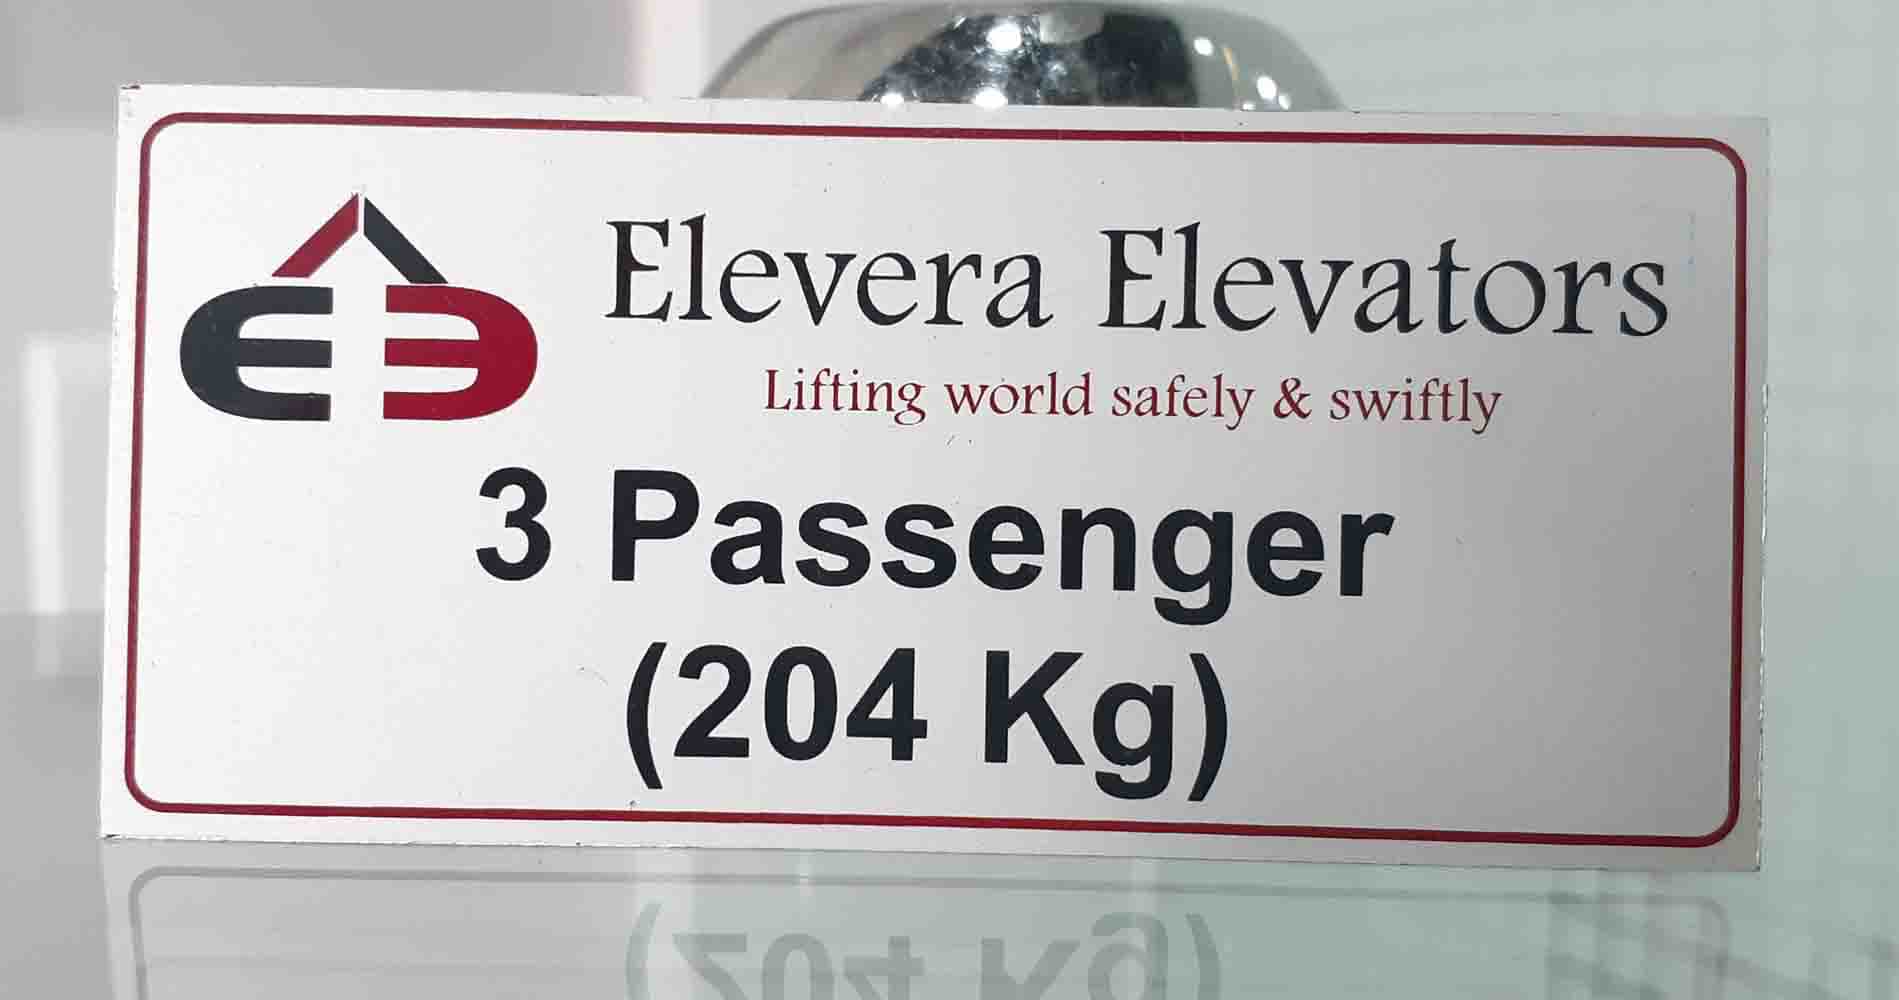 Elevera Elevators
Lifting world safely & swiftly
3 Passenger
(204 Kg)